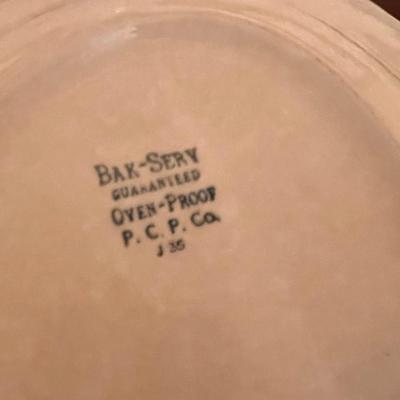 BAK-SERV
GUARANTEED
OVEN-PROOF
P. C. P. Co.
J 35